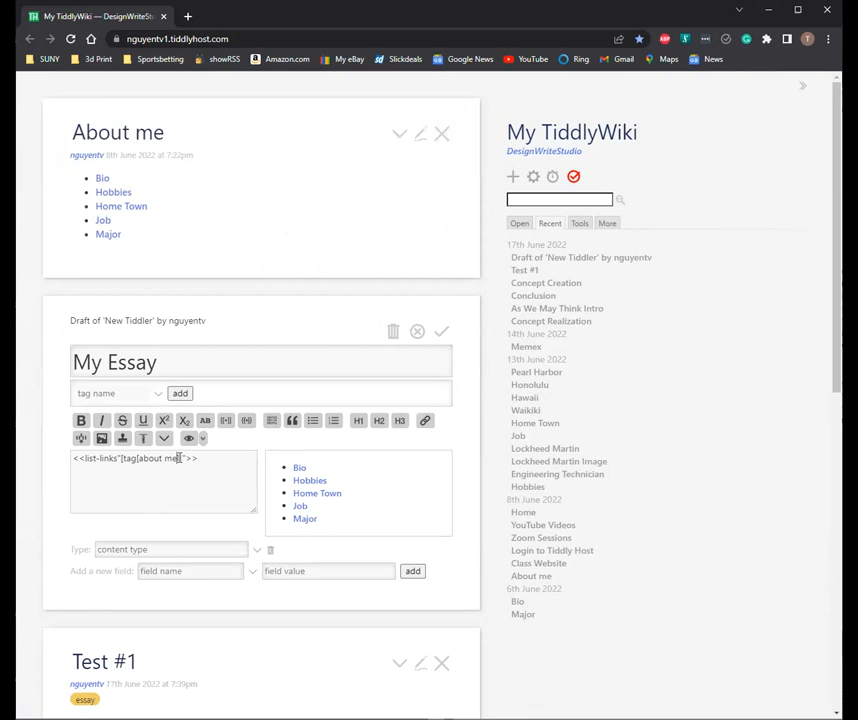 My TiddlyWiki — DesignWriteStu
nguyentv1.tiddlyhost.com
SUNY
3d Print
Sportsbetting
showRSS
Amazon.com
My eBay
Slickdeals
Google News
YouTube
Ring
Gmail
Maps
News
About me
nguyentv 8th June 2022 at 7:22pm
Bio
Hobbies
Home Town
Job
Major
Draft of 'New Tiddler' by nguyentv
My Essay
tag name
add
B I S U X² X₂ AB
H1 H2 H3
<<list-links"[tag[about me
">>
Bio
Hobbies
Home Town
Job
Major
Type: content type
Add a new field: field name field value add
Test #1
nguyentv 17th June 2022 at 7:39pm
essay
My TiddlyWiki
DesignWriteStudio
Open Recent Tools More
17th June 2022
Draft of 'New Tiddler' by nguyentv
Test #1
Concept Creation
Conclusion
As We May Think Intro
Concept Realization
14th June 2022
Memex
13th June 2022
Pearl Harbor
Honolulu
Hawaii
Waikiki
Home Town
Job
Lockheed Martin
Lockheed Martin Image
Engineering Technician
Hobbies
8th June 2022
Home
YouTube Videos
Zoom Sessions
Login to Tiddly Host
Class Website
About me
6th June 2022
Bio
Major